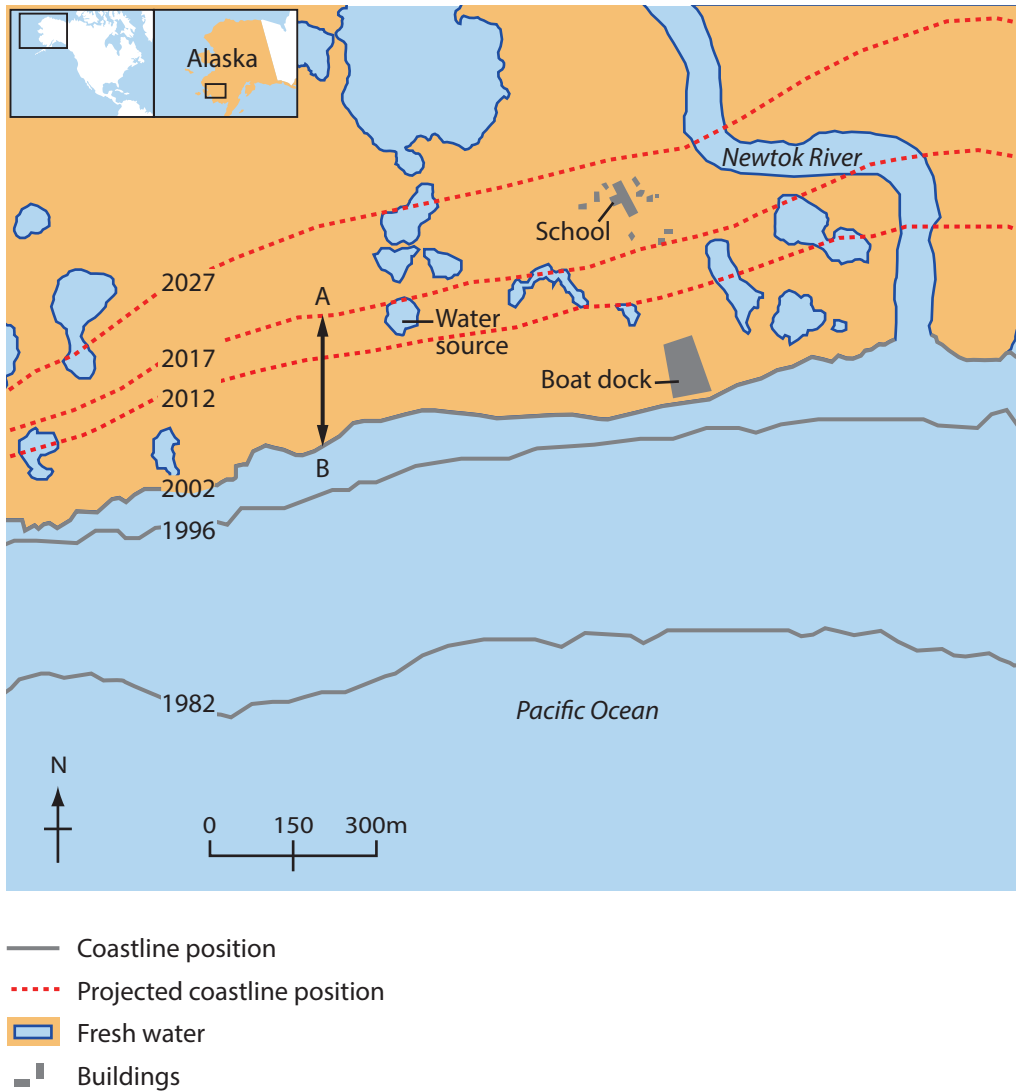 Alaska
Newtok River
School
2027
A
Water
source
2017
Boat dock
2012
B
2002
1996
1982
Pacific Ocean
N
0 150 300m
Coastline position
Projected coastline position
Fresh water
Buildings